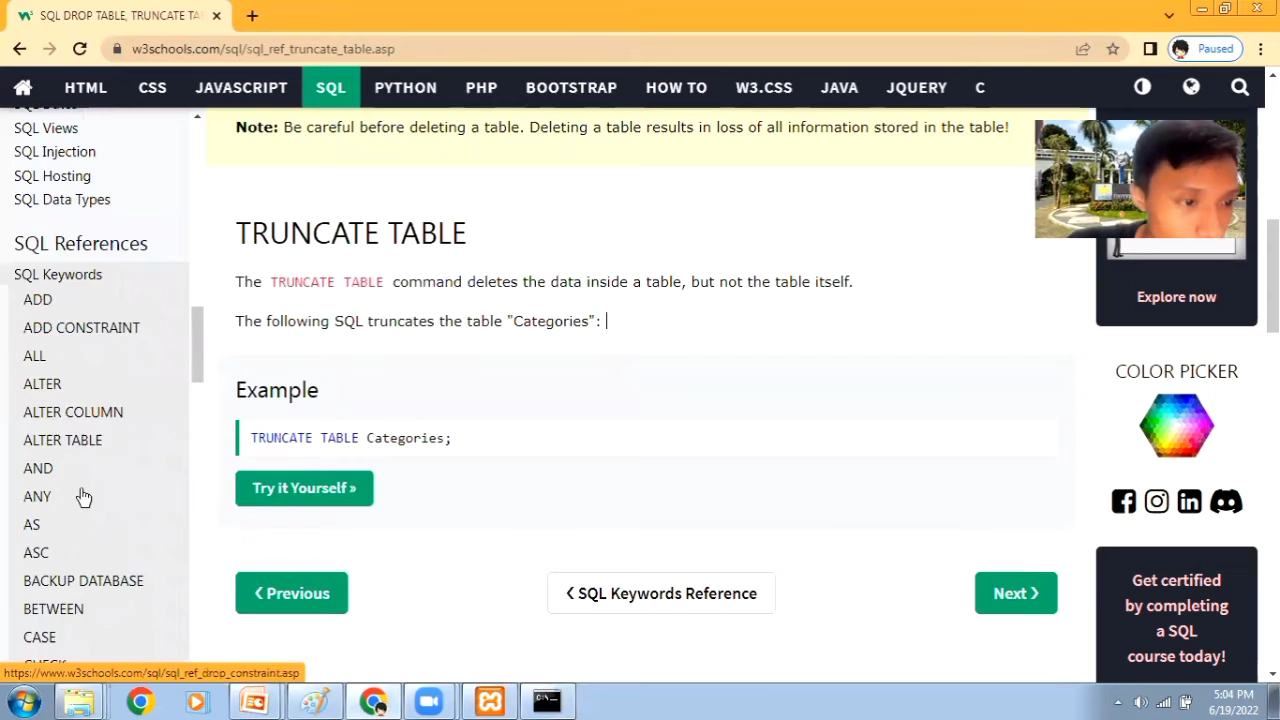 SQL DROP TABLE, TRUNCATE TA
w3schools.com/sql/sql_ref_truncate_table.asp
Paused
HTML CSS JAVASCRIPT SQL PYTHON PHP BOOTSTRAP HOW TO W3.CSS JAVA JQUERY C
SQL Views
SQL Injection
SQL Hosting
SQL Data Types
SQL References
SQL Keywords
ADD
ADD CONSTRAINT
ALL
ALTER
ALTER COLUMN
ALTER TABLE
AND
ANY
AS
ASC
BACKUP DATABASE
BETWEEN
CASE
CHECK
https://www.w3schools.com/sql/sql_ref_drop_constraint.asp
Note: Be careful before deleting a table. Deleting a table results in loss of all information stored in the table!
TRUNCATE TABLE
The TRUNCATE TABLE command deletes the data inside a table, but not the table itself.
The following SQL truncates the table "Categories":
Example
TRUNCATE TABLE Categories;
Try it Yourself »
❮ Previous
❮ SQL Keywords Reference
Next ❯
Explore now
COLOR PICKER
Get certified
by completing
a SQL
course today!
5:04 PM
6/19/2022